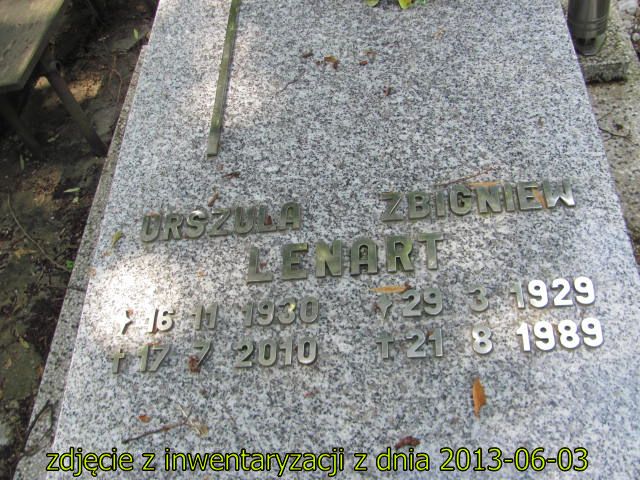 URSZULA ZBIGNIEW
LENART
16 11 1930 29 3 1929
† 17 7 2010 † 21 8 1989
zdjęcie z inwentaryzacji z dnia 2013-06-03